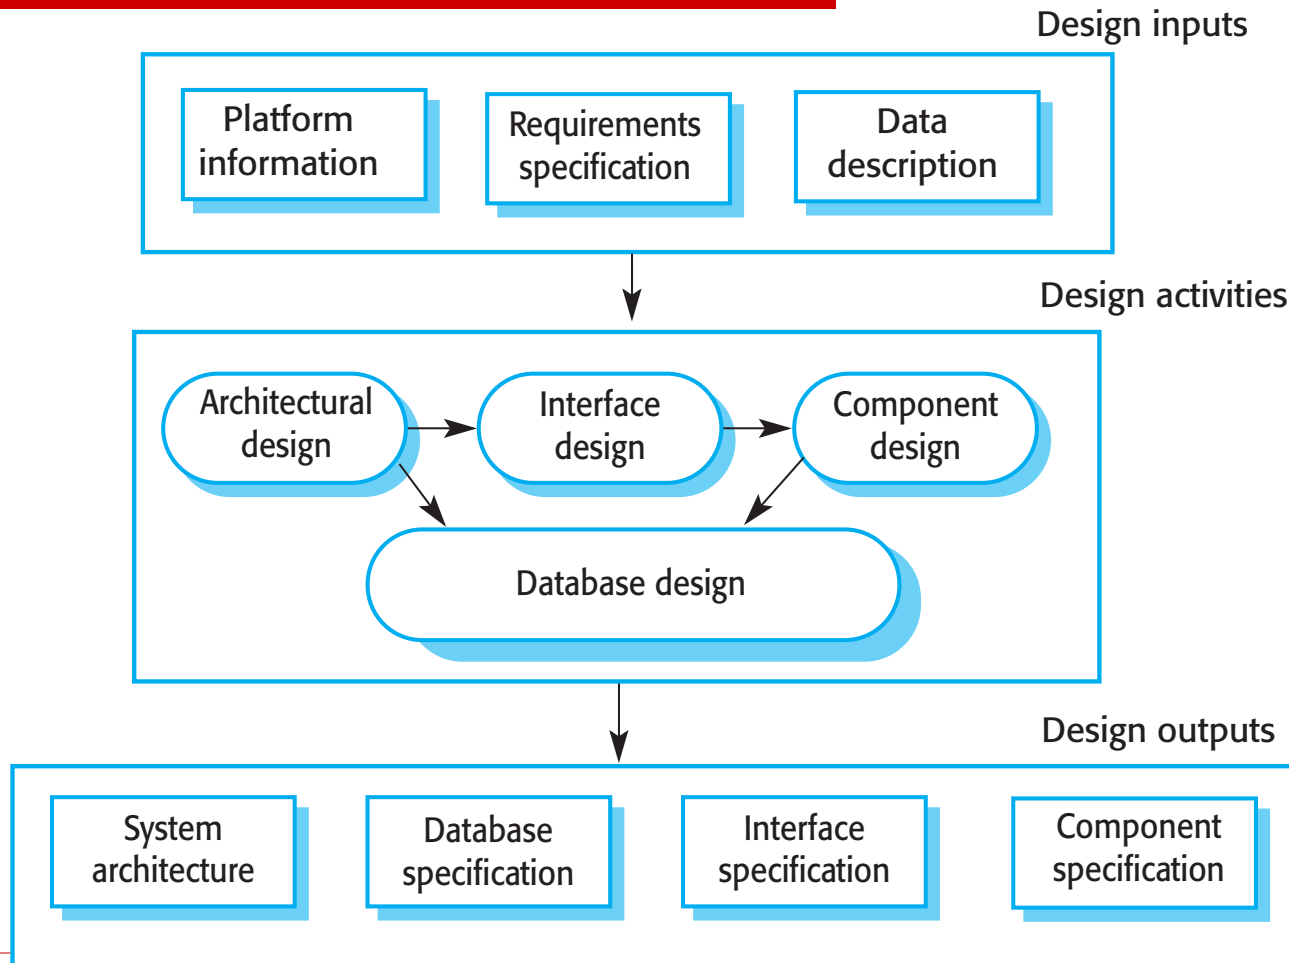 Design inputs
Platform
information
Requirements
specification
Data
description
Design activities
Architectural
design
Interface
design
Component
design
Database design
Design outputs
System
architecture
Database
specification
Interface
specification
Component
specification